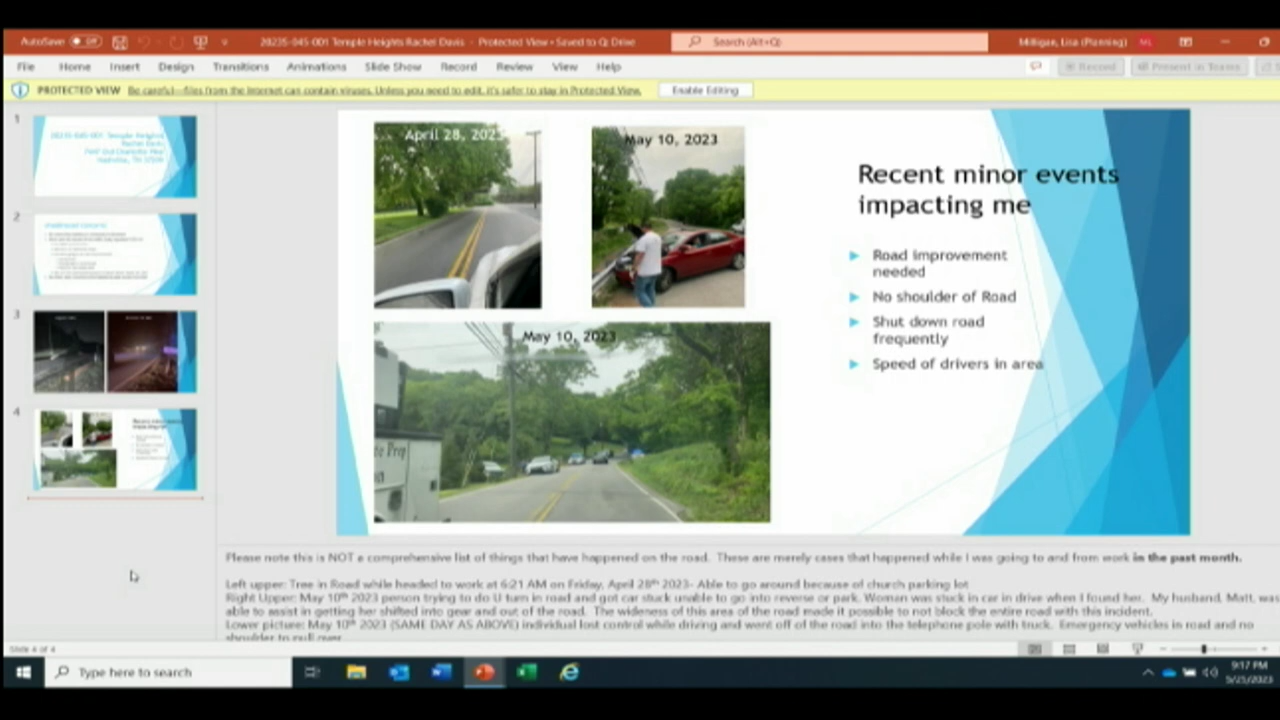 AutoSave Off
2023S-045-001 Temple Heights Rachel Davis - Protected View • Saved to Q: Drive
Search (Alt+Q)
Milligan, Lisa (Planning)
File Home Insert Design Transitions Animations Slide Show Record Review View Help
Record Present in Teams
PROTECTED VIEW Be careful—files from the Internet can contain viruses. Unless you need to edit, it's safer to stay in Protected View.
Enable Editing
1
2
3
4
April 28, 2023
May 10, 2023
May 10, 2023
Prep
Recent minor events
impacting me
Road improvement
needed
No shoulder of Road
Shut down road
frequently
Speed of drivers in area
Please note this is NOT a comprehensive list of things that have happened on the road. These are merely cases that happened while I was going to and from work in the past month.
Left upper: Tree in Road while headed to work at 6:21 AM on Friday, April 28th 2023- Able to go around because of church parking lot
Right Upper: May 10th 2023 person trying to do U turn in road and got car stuck unable to go into reverse or park. Woman was stuck in car in drive when I found her. My husband, Matt, was
able to assist in getting her shifted into gear and out of the road. The wideness of this area of the road made it possible to not block the entire road with this incident.
Lower picture: May 10th 2023 (SAME DAY AS ABOVE) individual lost control while driving and went off of the road into the telephone pole with truck. Emergency vehicles in road and no
shoulder to pull over
Slide 4 of 4
Type here to search
9:17 PM
5/25/2023